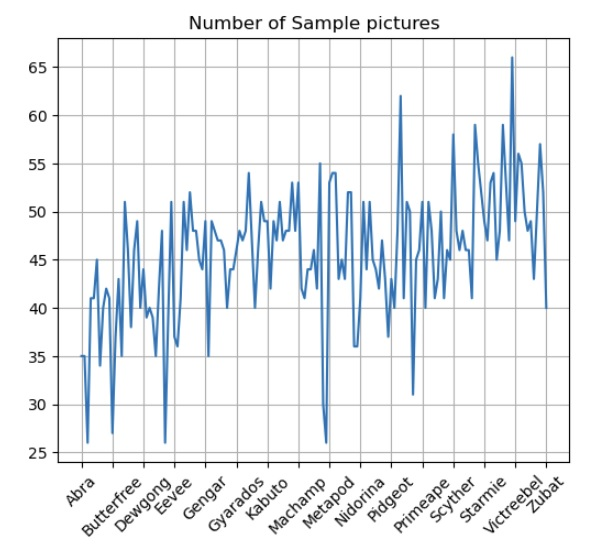 Number of Sample pictures
65
60
55
50
45
40
35
30
25
Abra
Butterfree
Dewgong
Eevee
Gengar
Gyarados
Kabuto
Machamp
Metapod
Nidorina
Pidgeot
Primeape
Scyther
Starmie
Victreebel
Zubat